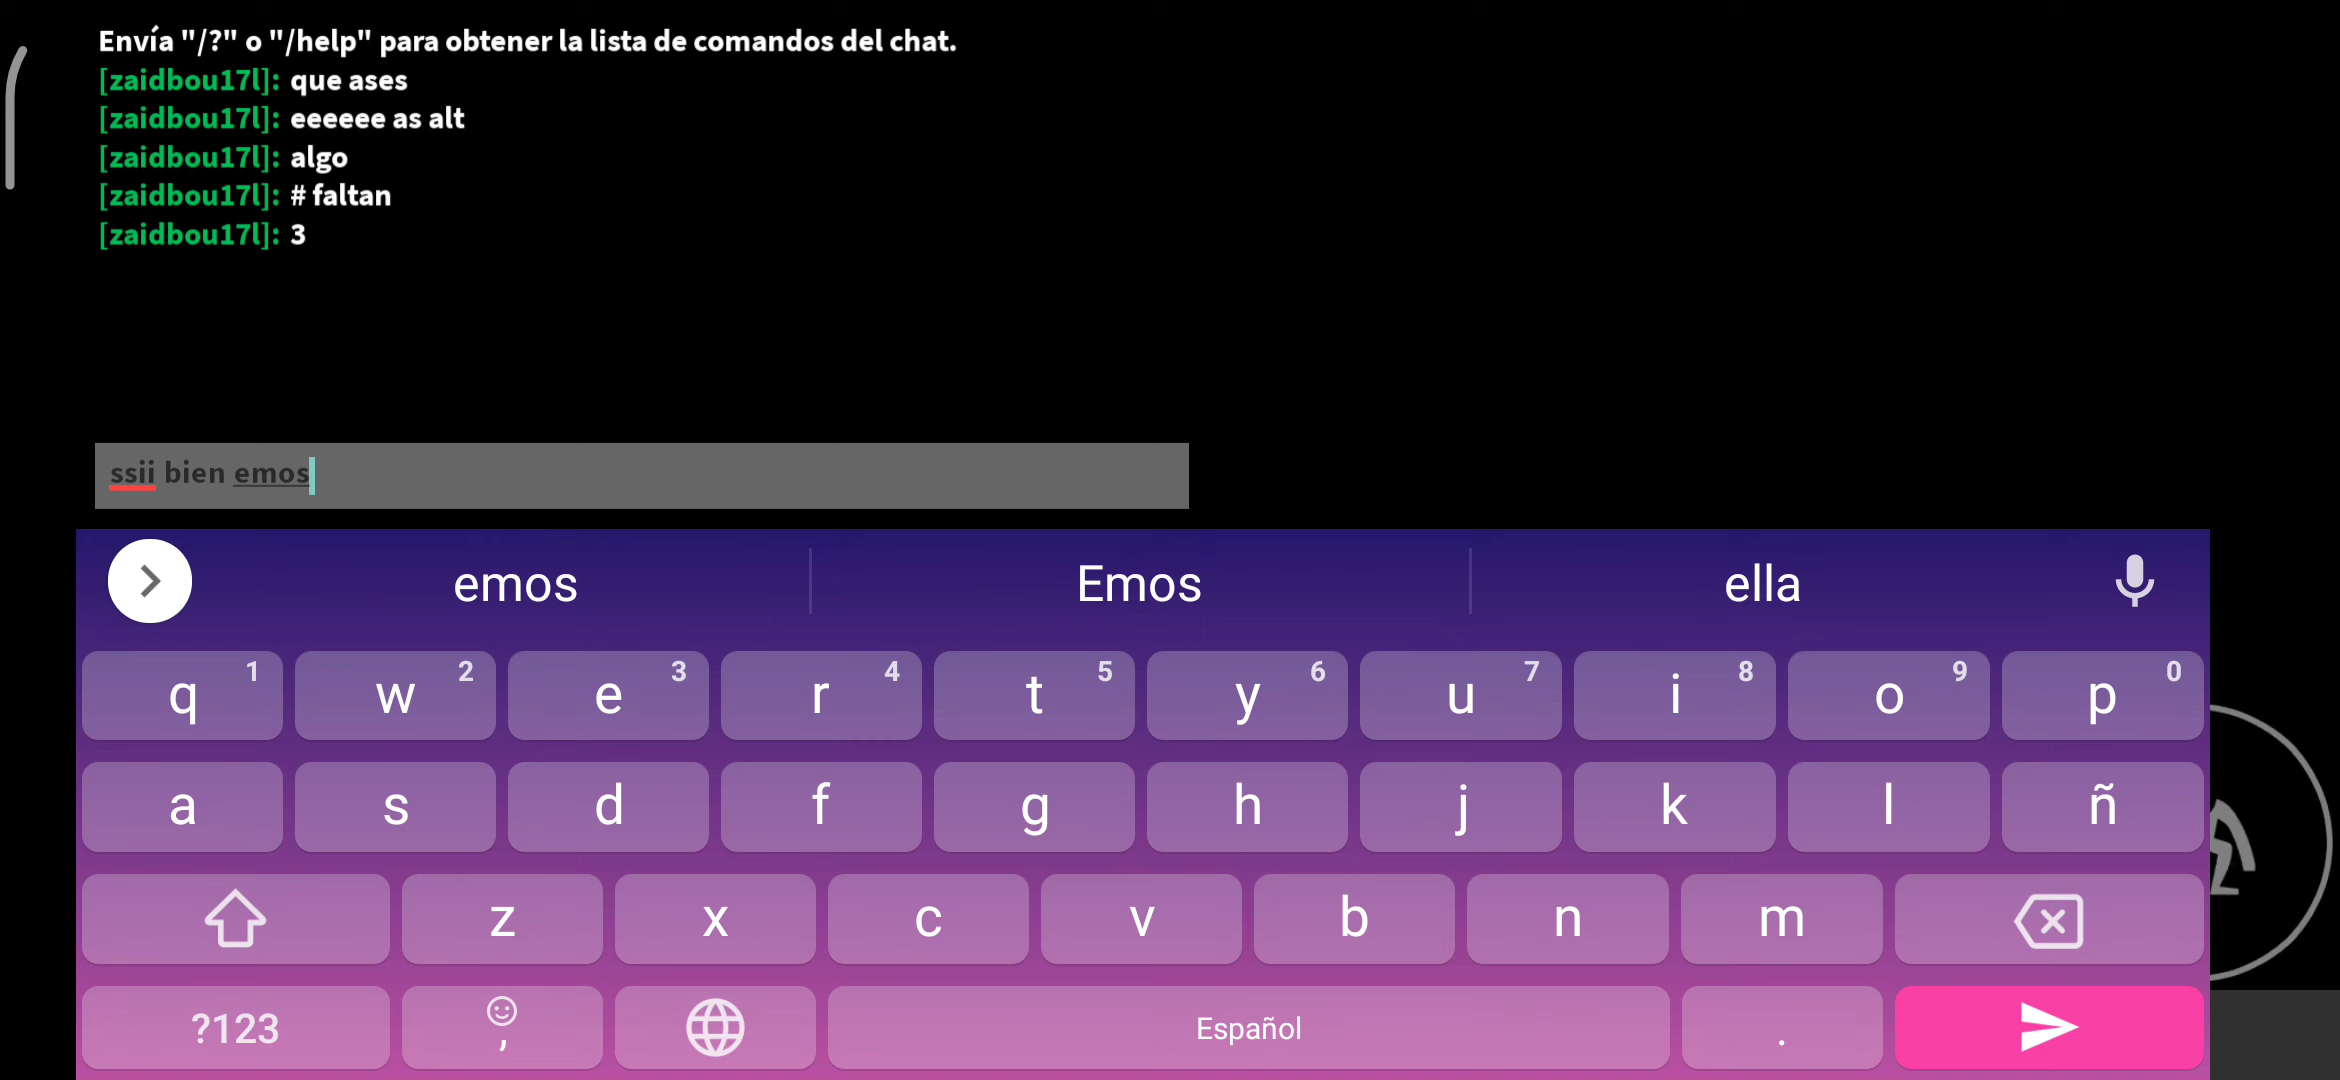 Envía "/?" o "/help" para obtener la lista de comandos del chat.
[zaidbou17l]: que ases
[zaidbou17l]: eeeeee as alt
[zaidbou17l]: algo
[zaidbou17l]: # faltan
[zaidbou17l]: 3
ssii bien emos
emos Emos ella
q 1 w 2 e 3 r 4 t 5 y 6 u 7 i 8 o 9 p 0
a s d f g h j k l ñ
z x c v b n m
?123 , Español .